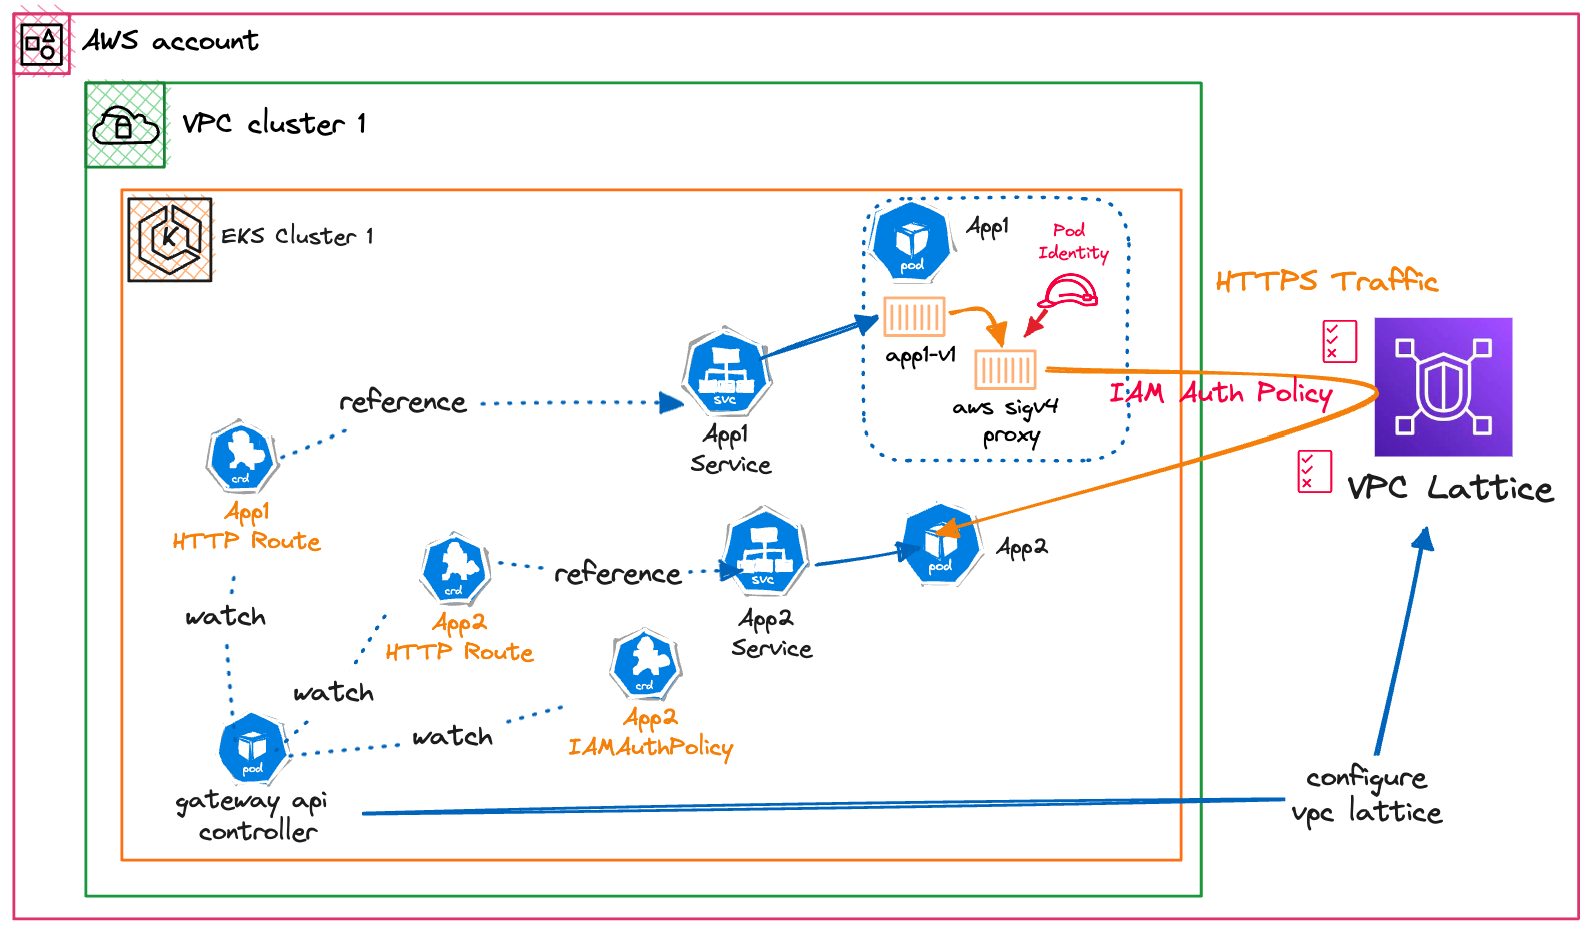 AWS account
VPC cluster 1
K
EKS Cluster 1
pod
App1
Pod
Identity
app1-v1
aws sigv4
proxy
HTTPS Traffic
IAM Auth Policy
VPC Lattice
svc
App1
Service
reference
crd
App1
HTTP Route
crd
App2
HTTP Route
reference
svc
App2
Service
pod
App2
watch
watch
watch
crd
App2
IAMAuthPolicy
pod
gateway api
controller
configure
vpc lattice